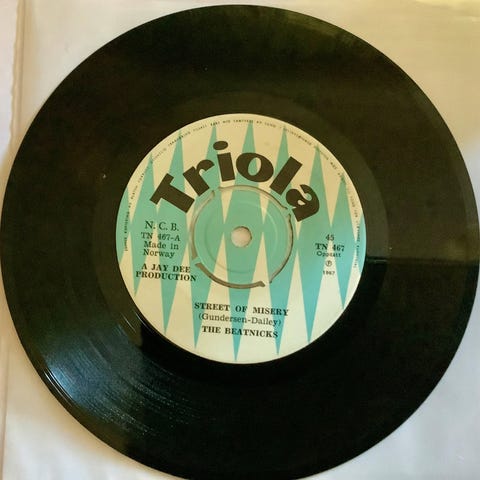 Triola
N. C. B.
TN 467-A
Made in
Norway
A JAY DEE
PRODUCTION
45
TN 467
Oppsatt
Ⓟ
1967
STREET OF MISERY
(Gundersen-Dailey)
THE BEATNICKS